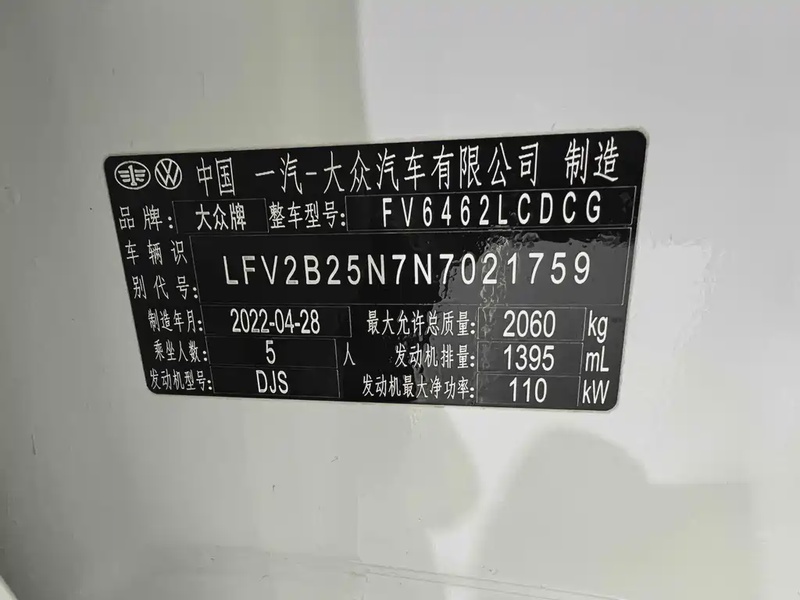 中国 一汽-大众汽车有限公司 制造
品牌: 大众牌 整车型号: FV6462LCDCG
车辆识别代号: LFV2B25N7N7021759
制造年月: 2022-04-28 最大允许总质量: 2060 kg
乘坐人数: 5 人 发动机排量: 1395 mL
发动机型号: DJS 发动机最大净功率: 110 kW